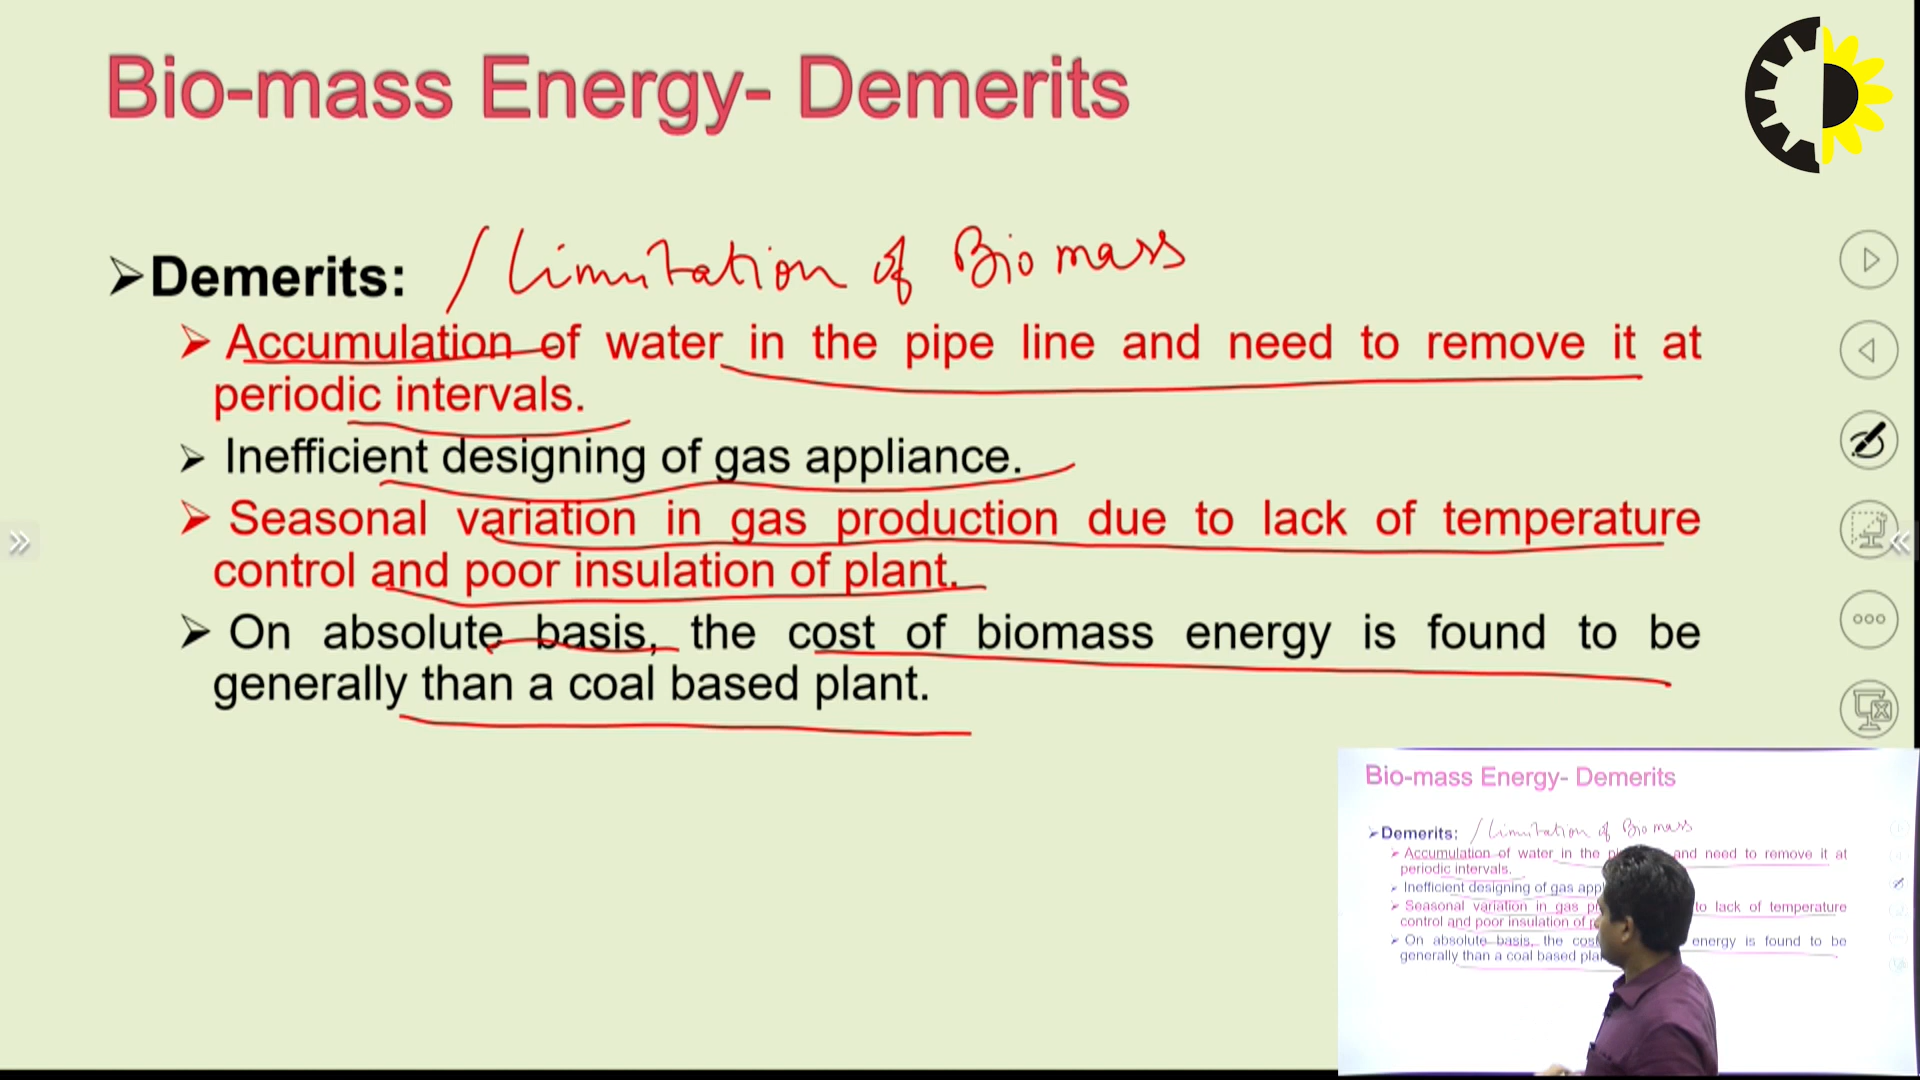 Bio-mass Energy- Demerits
Demerits: / Limitation of Bio mass
Accumulation of water in the pipe line and need to remove it at
periodic intervals.
Inefficient designing of gas appliance.
Seasonal variation in gas production due to lack of temperature
control and poor insulation of plant.
On absolute basis, the cost of biomass energy is found to be
generally than a coal based plant.
Bio-mass Energy- Demerits
Demerits: / Limitation of Bio mass
Accumulation of water in the and need to remove it at
periodic intervals.
Inefficient designing of gas
Seasonal variation in gas to lack of temperature
control and poor insulation of
On absolute basis, the energy is found to be
generally than a coal based